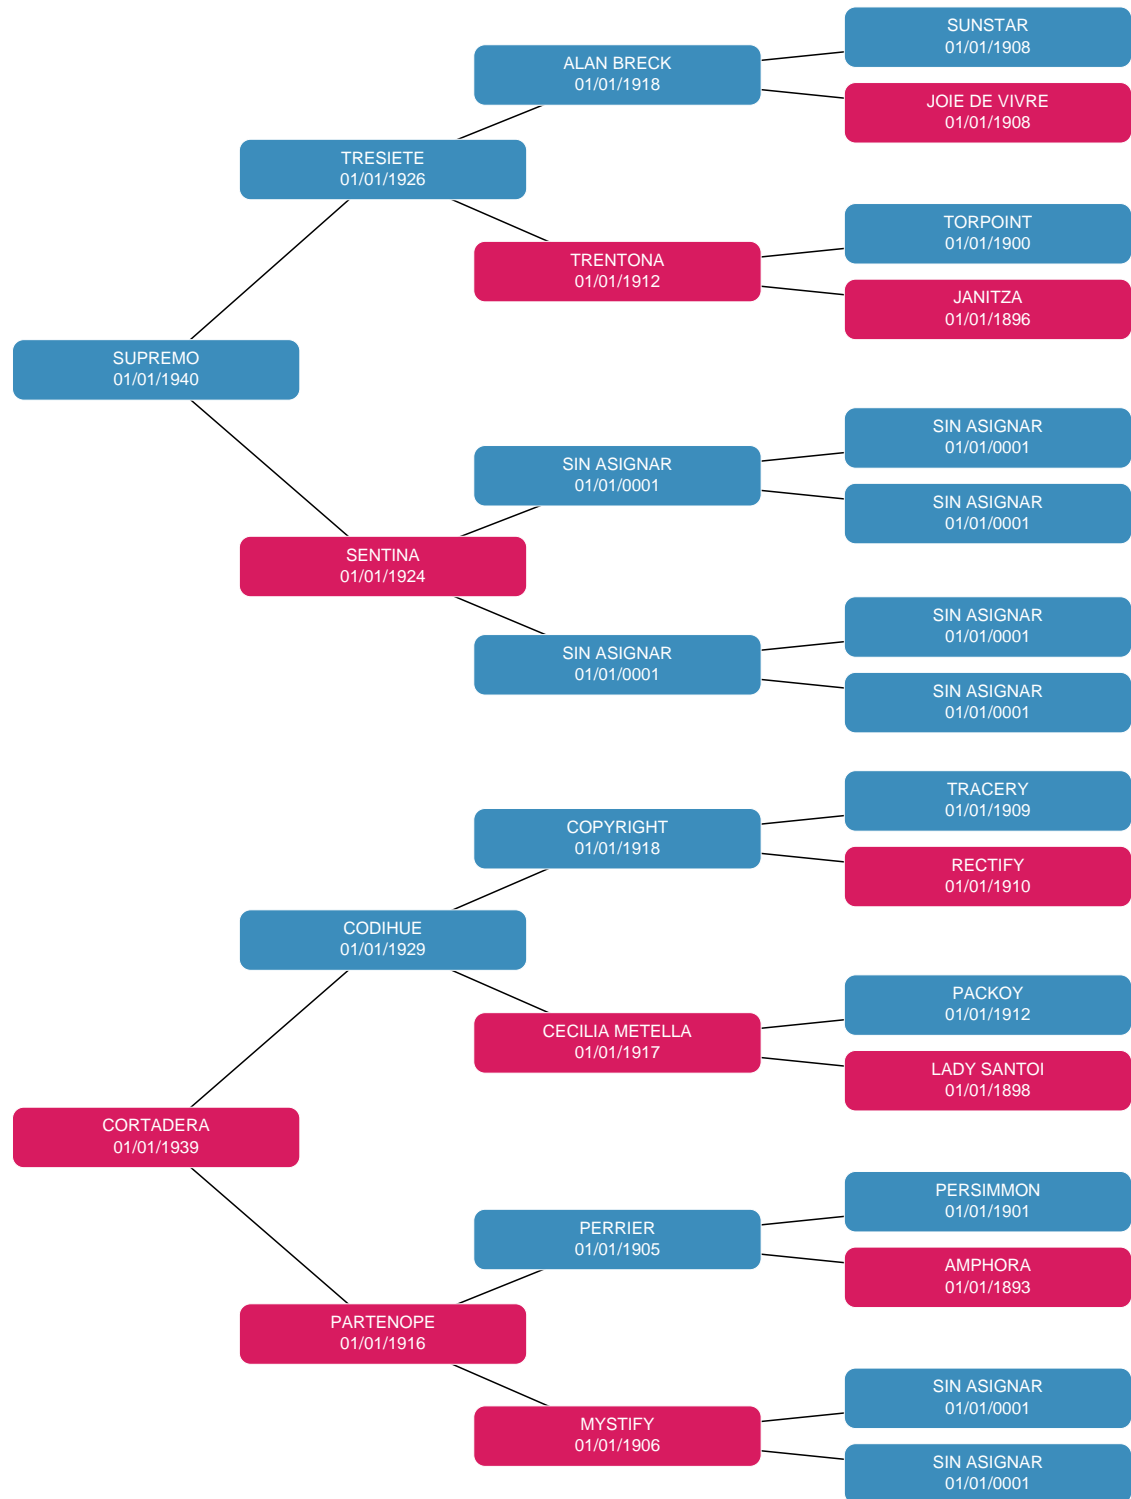 SUNSTAR
01/01/1908
ALAN BRECK
01/01/1918
JOIE DE VIVRE
01/01/1908
TRESIETE
01/01/1926
TORPOINT
01/01/1900
TRENTONA
01/01/1912
JANITZA
01/01/1896
SUPREMO
01/01/1940
SIN ASIGNAR
01/01/0001
SIN ASIGNAR
01/01/0001
SIN ASIGNAR
01/01/0001
SENTINA
01/01/1924
SIN ASIGNAR
01/01/0001
SIN ASIGNAR
01/01/0001
SIN ASIGNAR
01/01/0001
TRACERY
01/01/1909
COPYRIGHT
01/01/1918
RECTIFY
01/01/1910
CODIHUE
01/01/1929
PACKOY
01/01/1912
CECILIA METELLA
01/01/1917
LADY SANTOI
01/01/1898
CORTADERA
01/01/1939
PERSIMMON
01/01/1901
PERRIER
01/01/1905
AMPHORA
01/01/1893
PARTENOPE
01/01/1916
SIN ASIGNAR
01/01/0001
MYSTIFY
01/01/1906
SIN ASIGNAR
01/01/0001